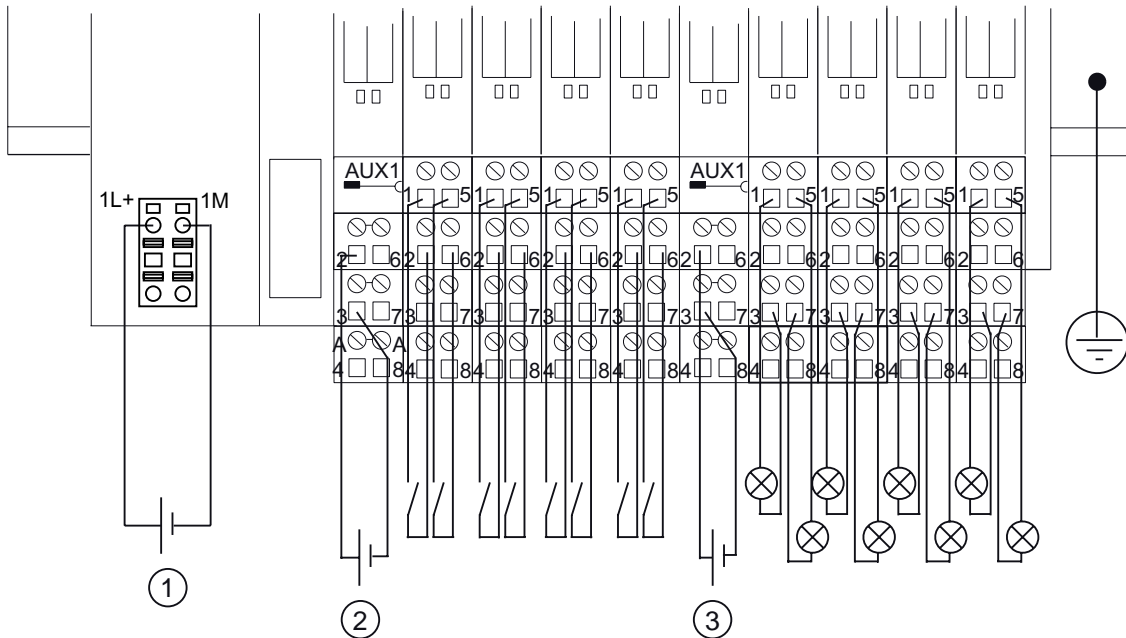 AUX1 AUX1
1L+ 1M 1 5 1 5 1 5 1 5 1 5 1 5 1 5 1 5
2 6 2 6 2 6 2 6 2 6 2 6 2 6 2 6 2 6 2 6
3 7 3 7 3 7 3 7 3 7 3 7 3 7 3 7 3 7 3 7
A A
4 8 4 8 4 8 4 8 4 8 4 8 4 8 4 8 4 8 4 8
1
2 3